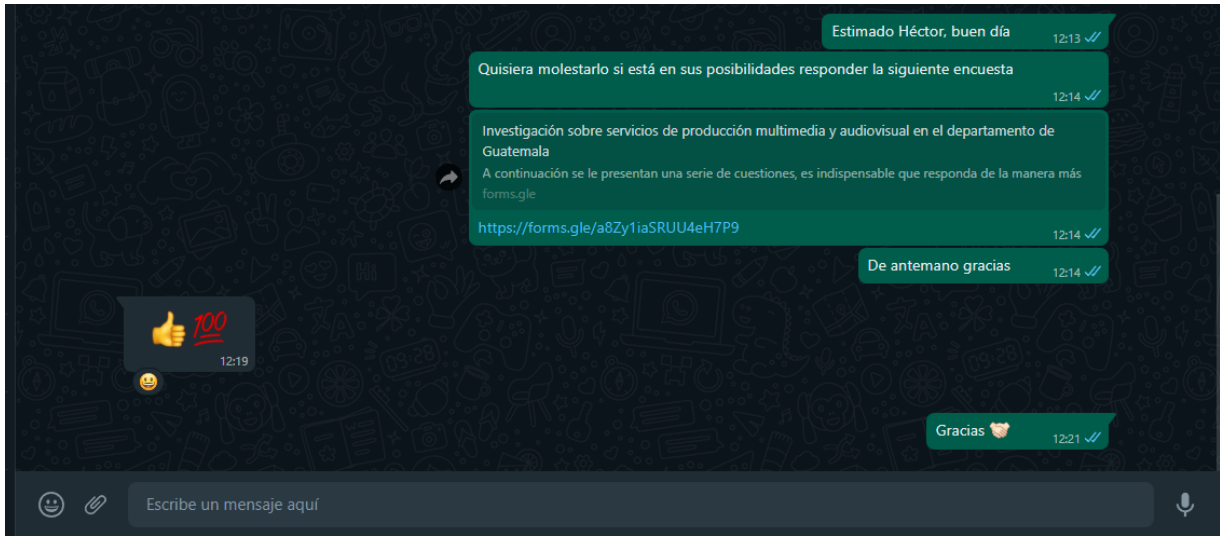 Estimado Héctor, buen día
12:13
Quisiera molestarlo si está en sus posibilidades responder la siguiente encuesta
12:14
Investigación sobre servicios de producción multimedia y audiovisual en el departamento de
Guatemala
A continuación se le presentan una serie de cuestiones, es indispensable que responda de la manera más
forms.gle
https://forms.gle/a8Zy1iaSRUU4eH7P9
12:14
De antemano gracias
12:14
👍💯
12:19
😃
Gracias 🤝🏻
12:21
Escribe un mensaje aquí